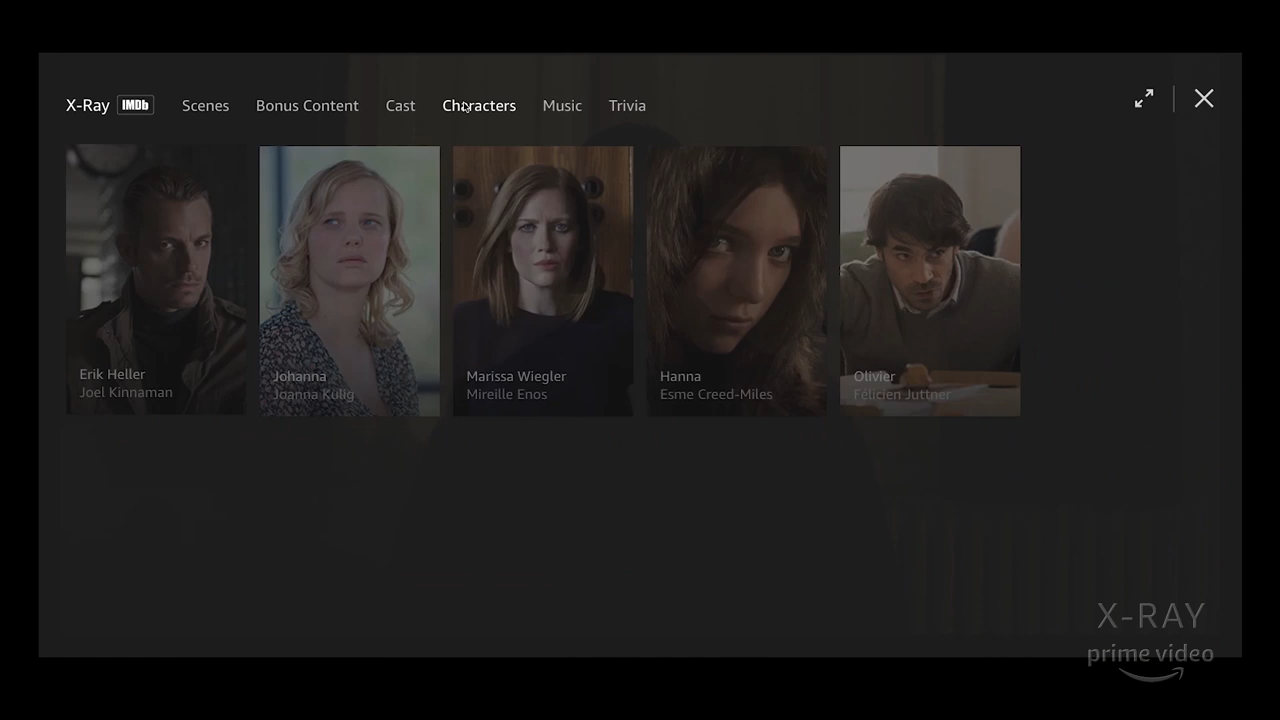 X-Ray IMDb Scenes Bonus Content Cast Characters Music Trivia
Erik Heller
Joel Kinnaman
Johanna
Joanna Kulig
Marissa Wiegler
Mireille Enos
Hanna
Esme Creed-Miles
Olivier
Félicien Juttner
X-RAY
prime video